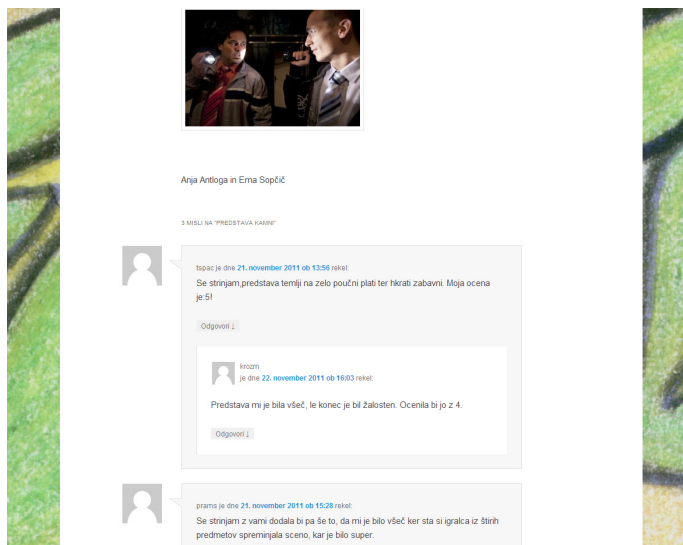 Anja Antloga in Ema Sopčič
3 MISLI NA "PREDSTAVA KAMNI"
tspac je dne 21. november 2011 ob 13:56 rekel:
Se strinjam,predstava temlji na zelo poučni plati ter hkrati zabavni. Moja ocena
je:5!
Odgovori ↓
krozm
je dne 22. november 2011 ob 16:03 rekel:
Predstava mi je bila všeč, le konec je bil žalosten. Ocenila bi jo z 4.
Odgovori ↓
prams je dne 21. november 2011 ob 15:28 rekel:
Se strinjam z vami dodala bi pa še to, da mi je bilo všeč ker sta si igralca iz štirih
predmetov spreminjala sceno, kar je bilo super.